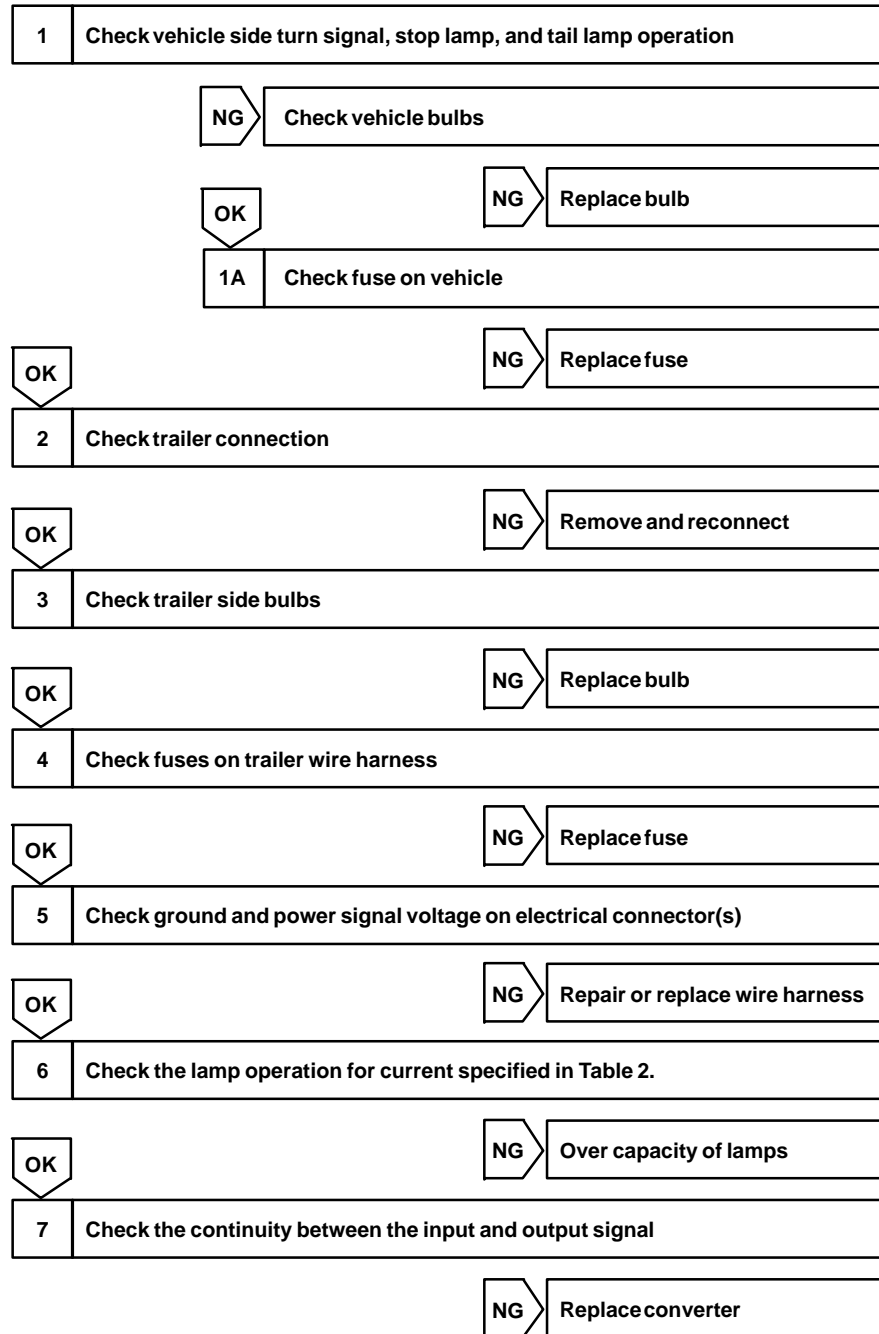 1 Check vehicle side turn signal, stop lamp, and tail lamp operation
NG Check vehicle bulbs
NG Replace bulb
OK
1A Check fuse on vehicle
NG Replace fuse
OK
2 Check trailer connection
NG Remove and reconnect
OK
3 Check trailer side bulbs
NG Replace bulb
OK
4 Check fuses on trailer wire harness
NG Replace fuse
OK
5 Check ground and power signal voltage on electrical connector(s)
NG Repair or replace wire harness
OK
6 Check the lamp operation for current specified in Table 2.
NG Over capacity of lamps
OK
7 Check the continuity between the input and output signal
NG Replace converter